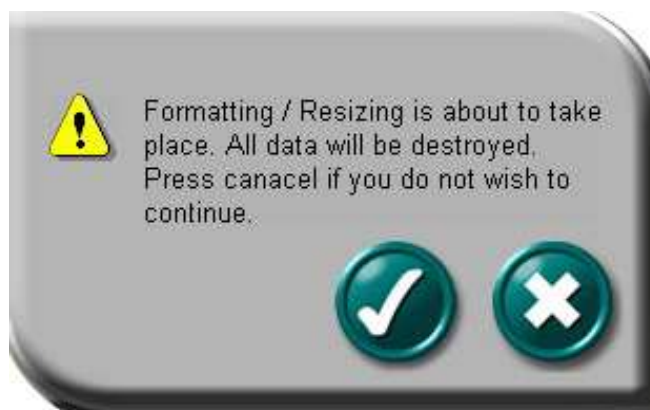 Formatting / Resizing is about to take
place. All data will be destroyed.
Press canacel if you do not wish to
continue.